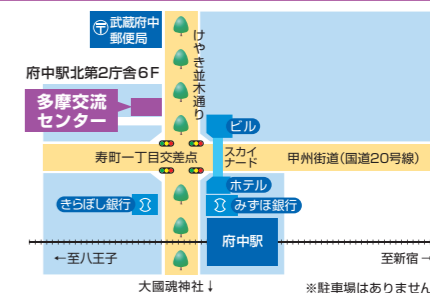 武蔵府中
郵便局
けやき並木通り
府中駅北第2庁舎6F
多摩交流
センター
ビル
寿町一丁目交差点
スカイ
ナード
甲州街道(国道20号線)
ホテル
きらぼし銀行
みずほ銀行
府中駅
←至八王子
至新宿→
大國魂神社↓
※駐車場はありません